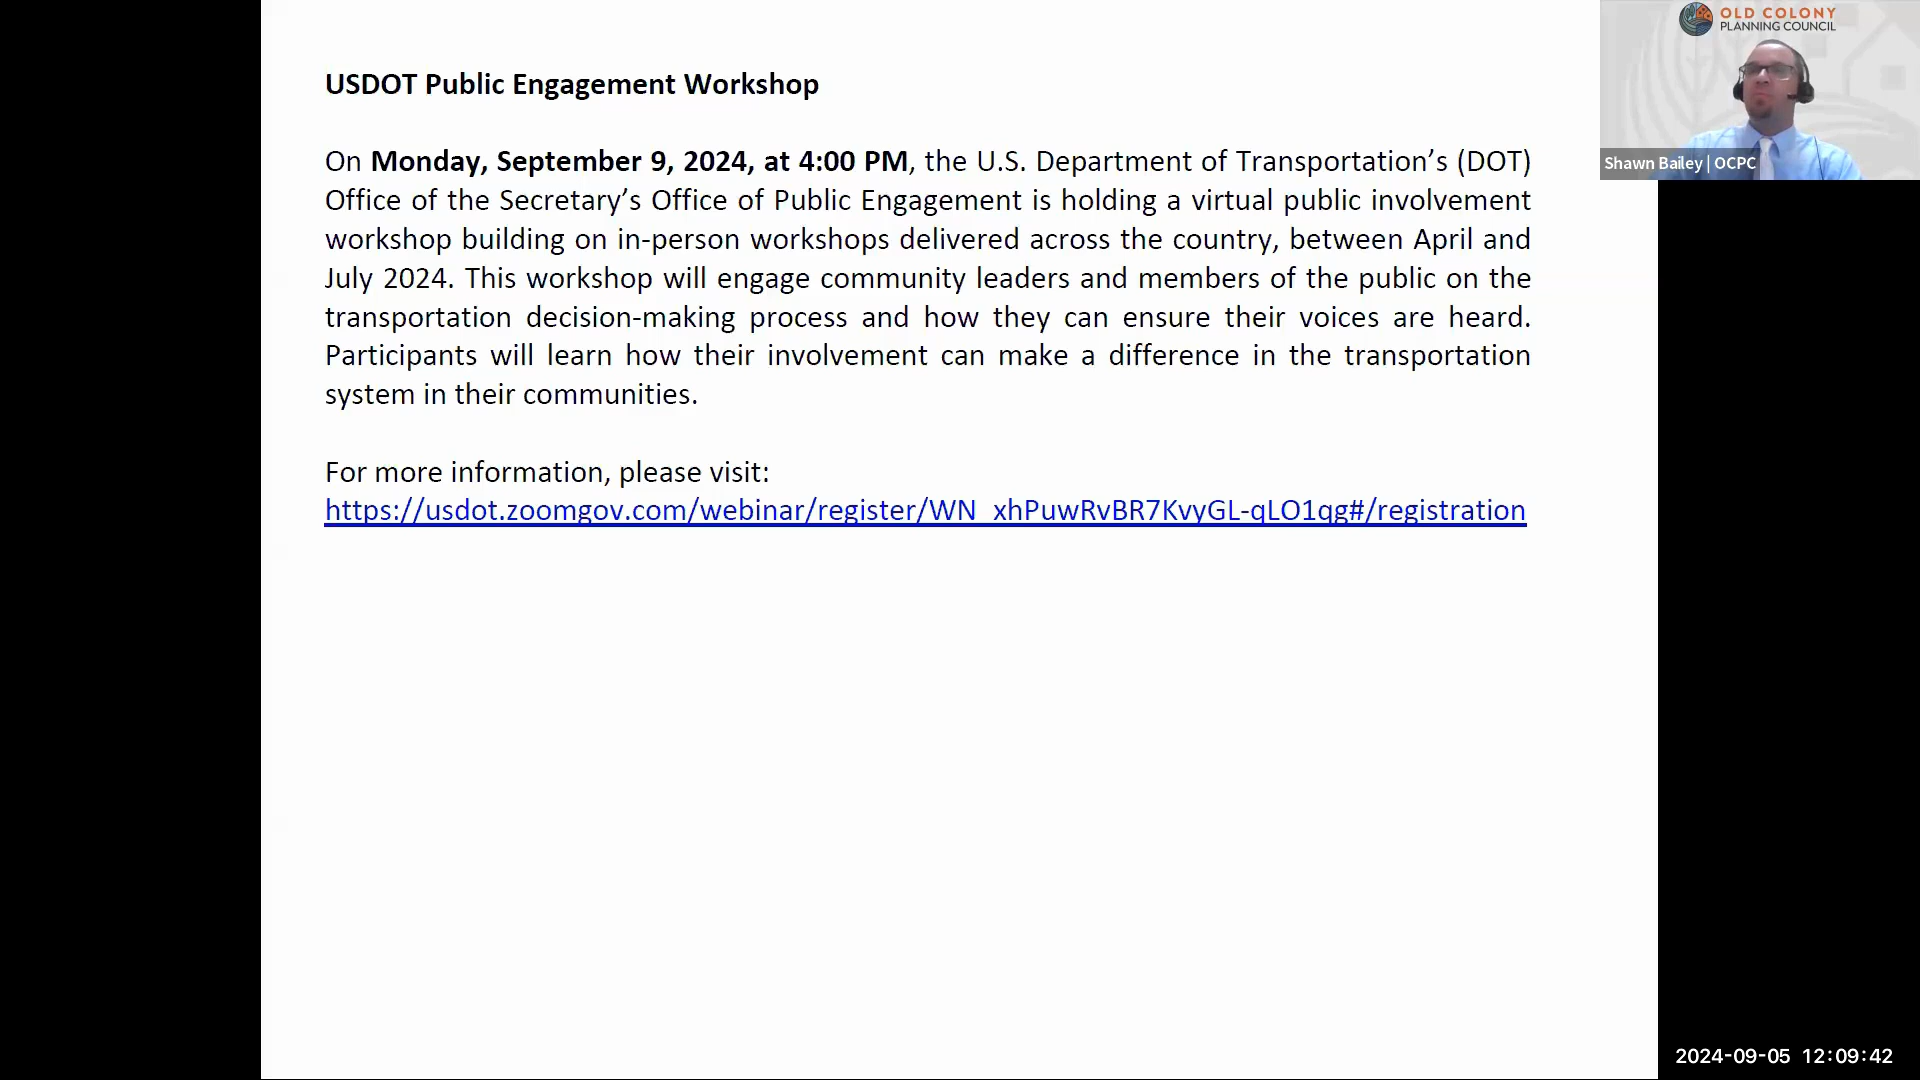 OLD COLONY
PLANNING COUNCIL
Shawn Bailey | OCPC
USDOT Public Engagement Workshop
On Monday, September 9, 2024, at 4:00 PM, the U.S. Department of Transportation’s (DOT)
Office of the Secretary’s Office of Public Engagement is holding a virtual public involvement
workshop building on in-person workshops delivered across the country, between April and
July 2024. This workshop will engage community leaders and members of the public on the
transportation decision-making process and how they can ensure their voices are heard.
Participants will learn how their involvement can make a difference in the transportation
system in their communities.
For more information, please visit:
https://usdot.zoomgov.com/webinar/register/WN_xhPuwRvBR7KvyGL-qLO1qg#/registration
2024-09-05 12:09:42